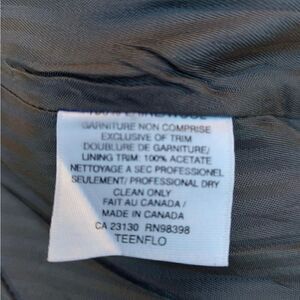 GARNITURE NON COMPRISE
EXCLUSIVE OF TRIM
DOUBLURE DE GARNITURE/
LINING TRIM: 100% ACETATE
NETTOYAGE A SEC PROFESSIONEL
SEULEMENT/ PROFESSIONAL DRY
CLEAN ONLY
FAIT AU CANADA /
MADE IN CANADA
CA 23130 RN98398
TEENFLO